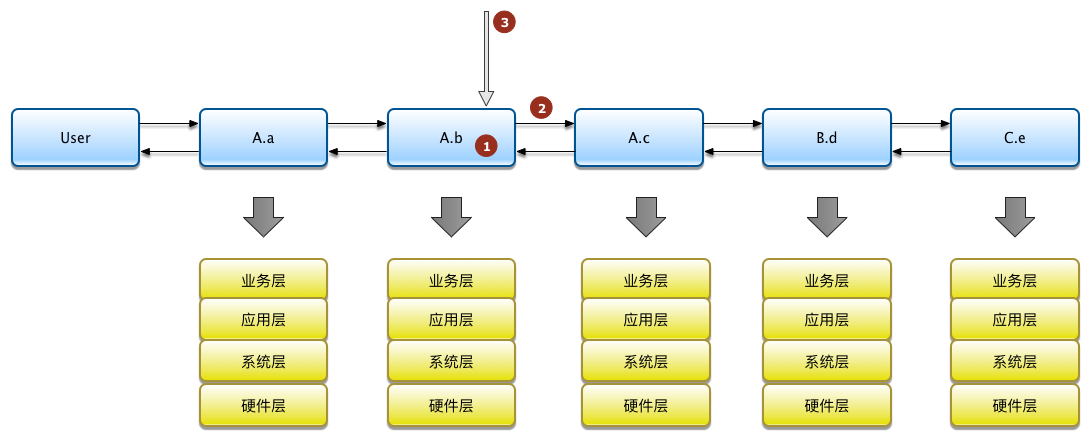 3
2
User
A.a
A.b
1
A.c
B.d
C.e
业务层
业务层
业务层
业务层
业务层
应用层
应用层
应用层
应用层
应用层
系统层
系统层
系统层
系统层
系统层
硬件层
硬件层
硬件层
硬件层
硬件层